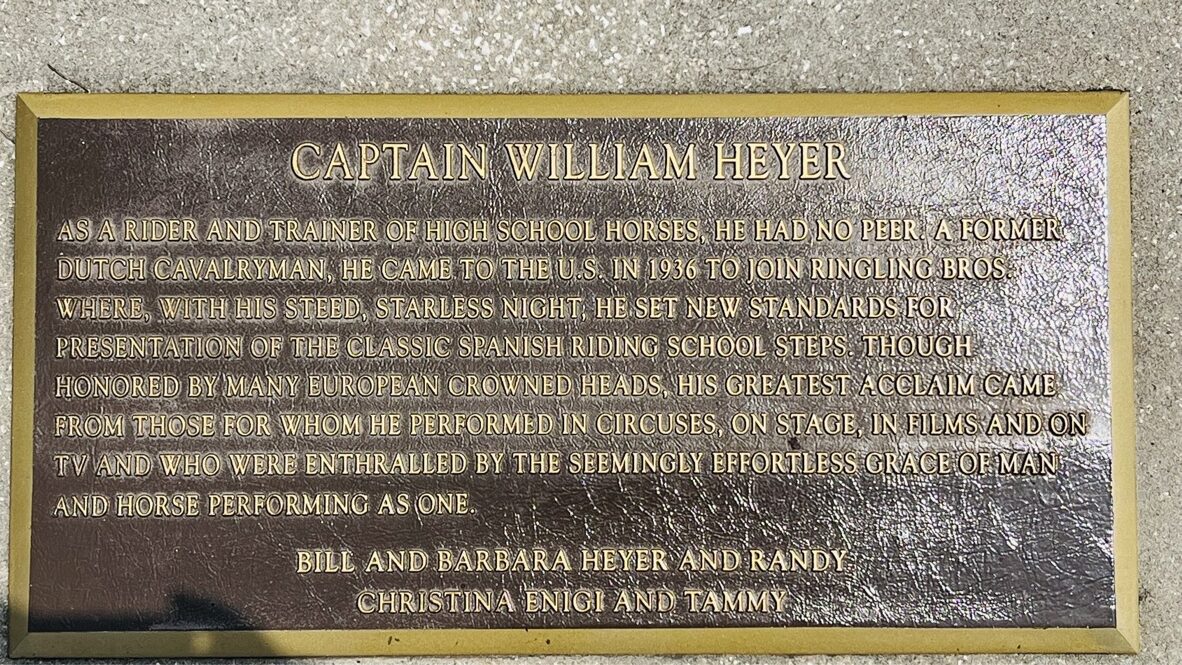 CAPTAIN WILLIAM HEYER
AS A RIDER AND TRAINER OF HIGH SCHOOL HORSES, HE HAD NO PEER. A FORMER
DUTCH CAVALRYMAN, HE CAME TO THE U.S. IN 1936 TO JOIN RINGLING BROS.
WHERE, WITH HIS STEED, STARLESS NIGHT, HE SET NEW STANDARDS FOR
PRESENTATION OF THE CLASSIC SPANISH RIDING SCHOOL STEPS. THOUGH
HONORED BY MANY EUROPEAN CROWNED HEADS, HIS GREATEST ACCLAIM CAME
FROM THOSE FOR WHOM HE PERFORMED IN CIRCUSES, ON STAGE, IN FILMS AND ON
TV AND WHO WERE ENTHRALLED BY THE SEEMINGLY EFFORTLESS GRACE OF MAN
AND HORSE PERFORMING AS ONE.
BILL AND BARBARA HEYER AND RANDY
CHRISTINA ENIGI AND TAMMY